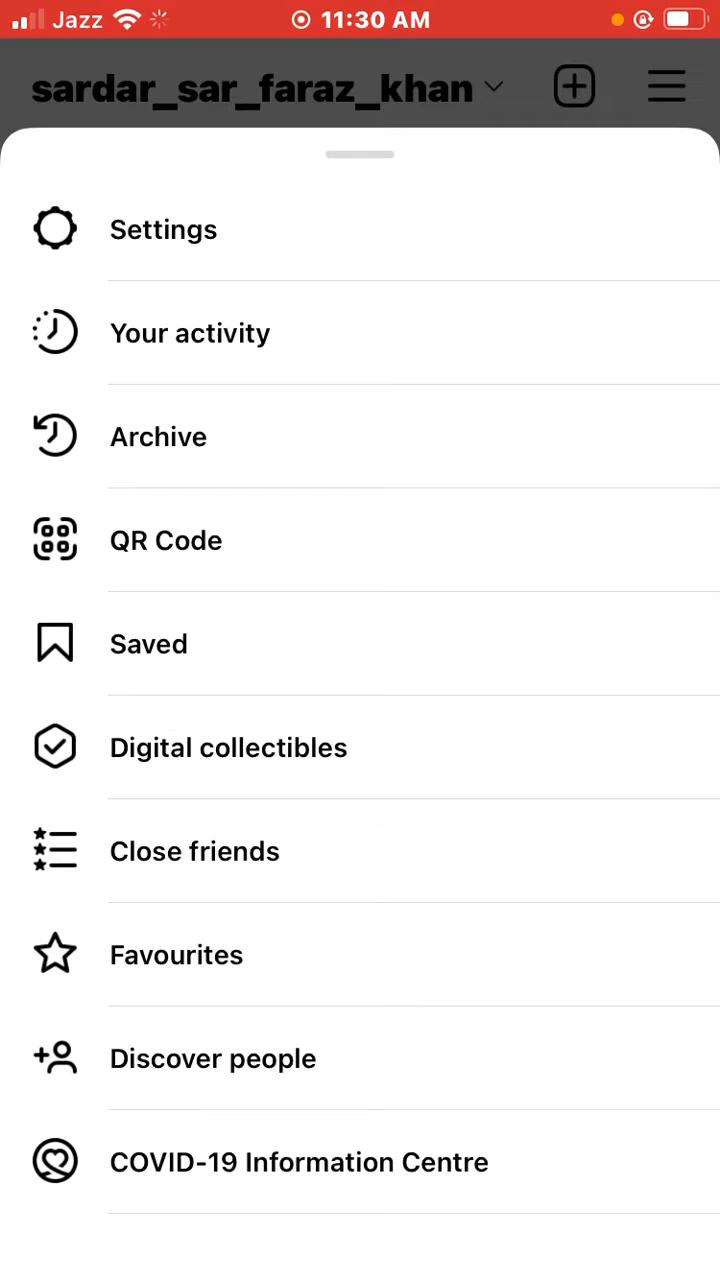 Jazz 11:30 AM
sardar_sar_faraz_khan
Settings
Your activity
Archive
QR Code
Saved
Digital collectibles
Close friends
Favourites
Discover people
COVID-19 Information Centre